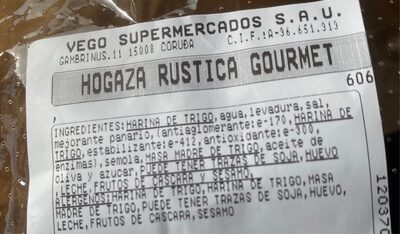 VEGO SUPERMERCADOS S.A.U.
GAMBRINUS,11 15008 CORUÑA C.I.F.:A-36.651.313
HOGAZA RUSTICA GOURMET
606
INGREDIENTES:HARINA DE TRIGO,agua,levadura,sal,
mejorante panario,(antiaglomerante:e-170,HARINA DE
TRIGO,estabilizante:e-412,antioxidante:e-300,
enzimas),semola,MASA MADRE DE TRIGO,aceite de
oliva y azucar,PUEDE TENER TRAZAS DE SOJA,HUEVO
LECHE,FRUTOS DE CASCARA Y SESAMO.
ALERGENOS:HARINA DE TRIGO,HARINA DE TRIGO,MASA
MADRE DE TRIGO,PUEDE TENER TRAZAS DE SOJA,HUEVO,
LECHE,FRUTOS DE CASCARA,SESAMO
120370